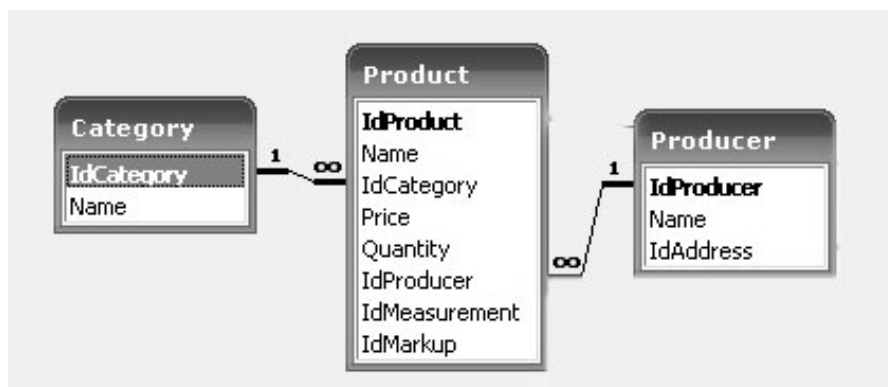 Category
IdCategory
Name
1
∞
Product
IdProduct
Name
IdCategory
Price
Quantity
IdProducer
IdMeasurement
IdMarkup
∞
1
Producer
IdProducer
Name
IdAddress